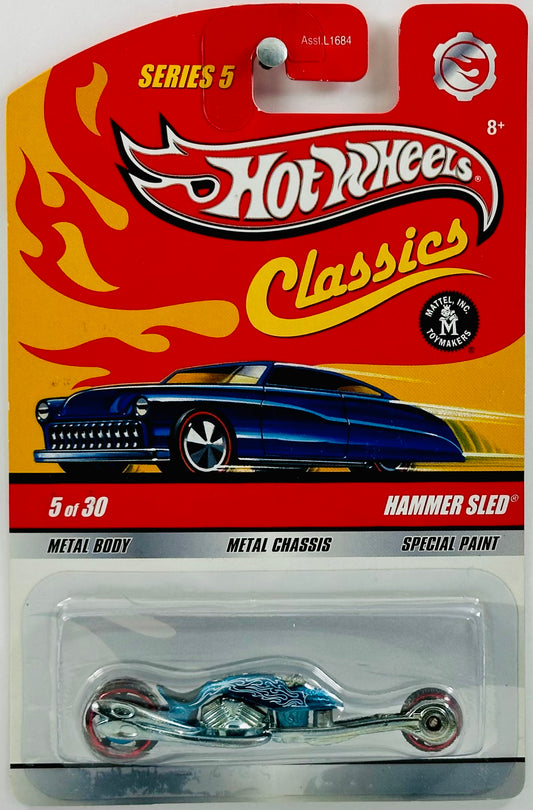 Asst.L1684
SERIES 5
8+
HOT WHEELS®
Classics
MATTEL, INC.
M
TOYMAKERS®
5 of 30
HAMMER SLED®
METAL BODY
METAL CHASSIS
SPECIAL PAINT